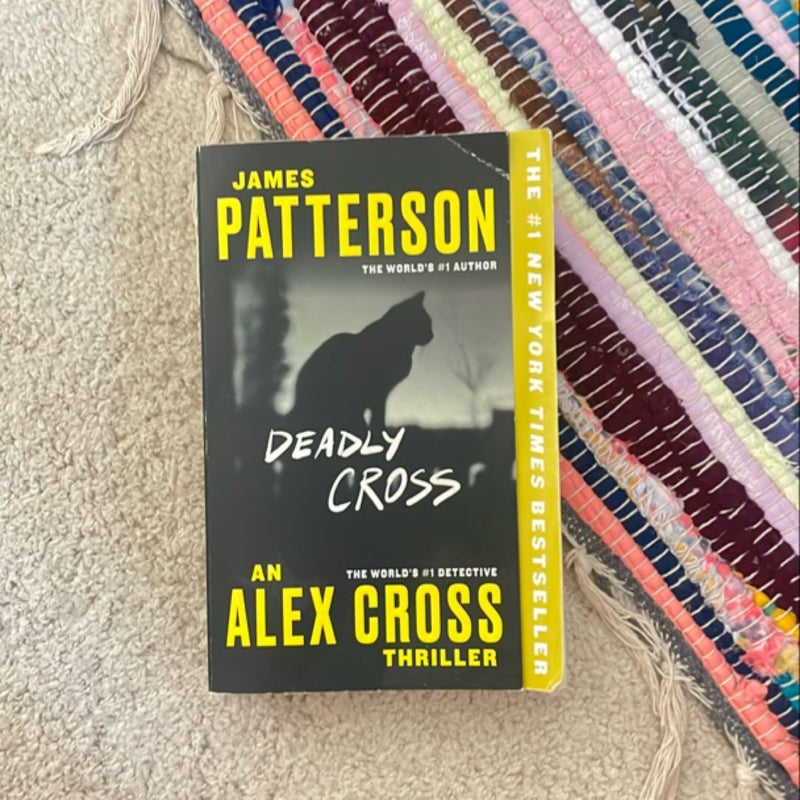 JAMES
PATTERSON
THE WORLD'S #1 AUTHOR
DEADLY
CROSS
THE WORLD'S #1 DETECTIVE
AN
ALEX CROSS
THRILLER
THE #1 NEW YORK TIMES BESTSELLER